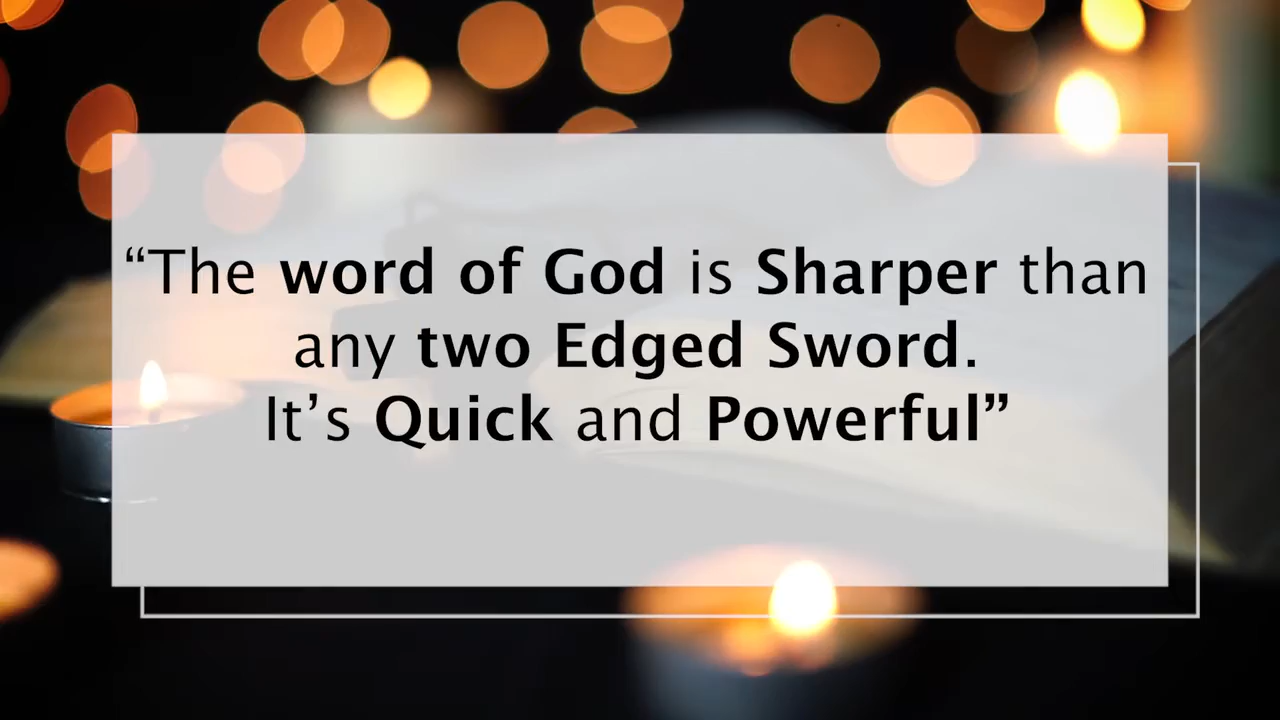 “The word of God is Sharper than
any two Edged Sword.
It’s Quick and Powerful”